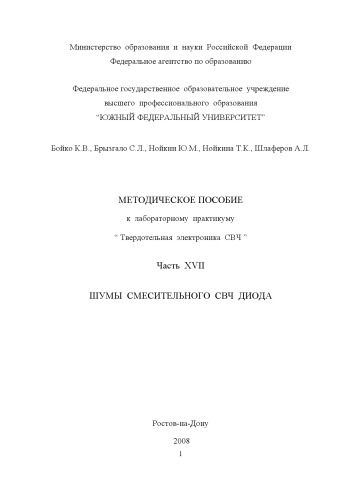 Министерство образования и науки Российской Федерации
Федеральное агентство по образованию
Федеральное государственное образовательное учреждение
высшего профессионального образования
“ЮЖНЫЙ ФЕДЕРАЛЬНЫЙ УНИВЕРСИТЕТ”
Бойко К.В., Брызгало С.Л., Нойкин Ю.М., Нойкина Т.К., Шлаферов А.Л.
МЕТОДИЧЕСКОЕ ПОСОБИЕ
к лабораторному практикуму
“ Твердотельная электроника СВЧ ”
Часть XVII
ШУМЫ СМЕСИТЕЛЬНОГО СВЧ ДИОДА
Ростов-на-Дону
2008
1